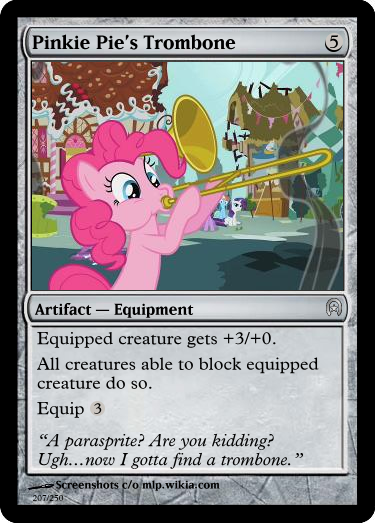 Pinkie Pie's Trombone 5
Artifact — Equipment
Equipped creature gets +3/+0.
All creatures able to block equipped
creature do so.
Equip 3
“A parasprite? Are you kidding?
Ugh…now I gotta find a trombone.”
Screenshots c/o mlp.wikia.com
207/250